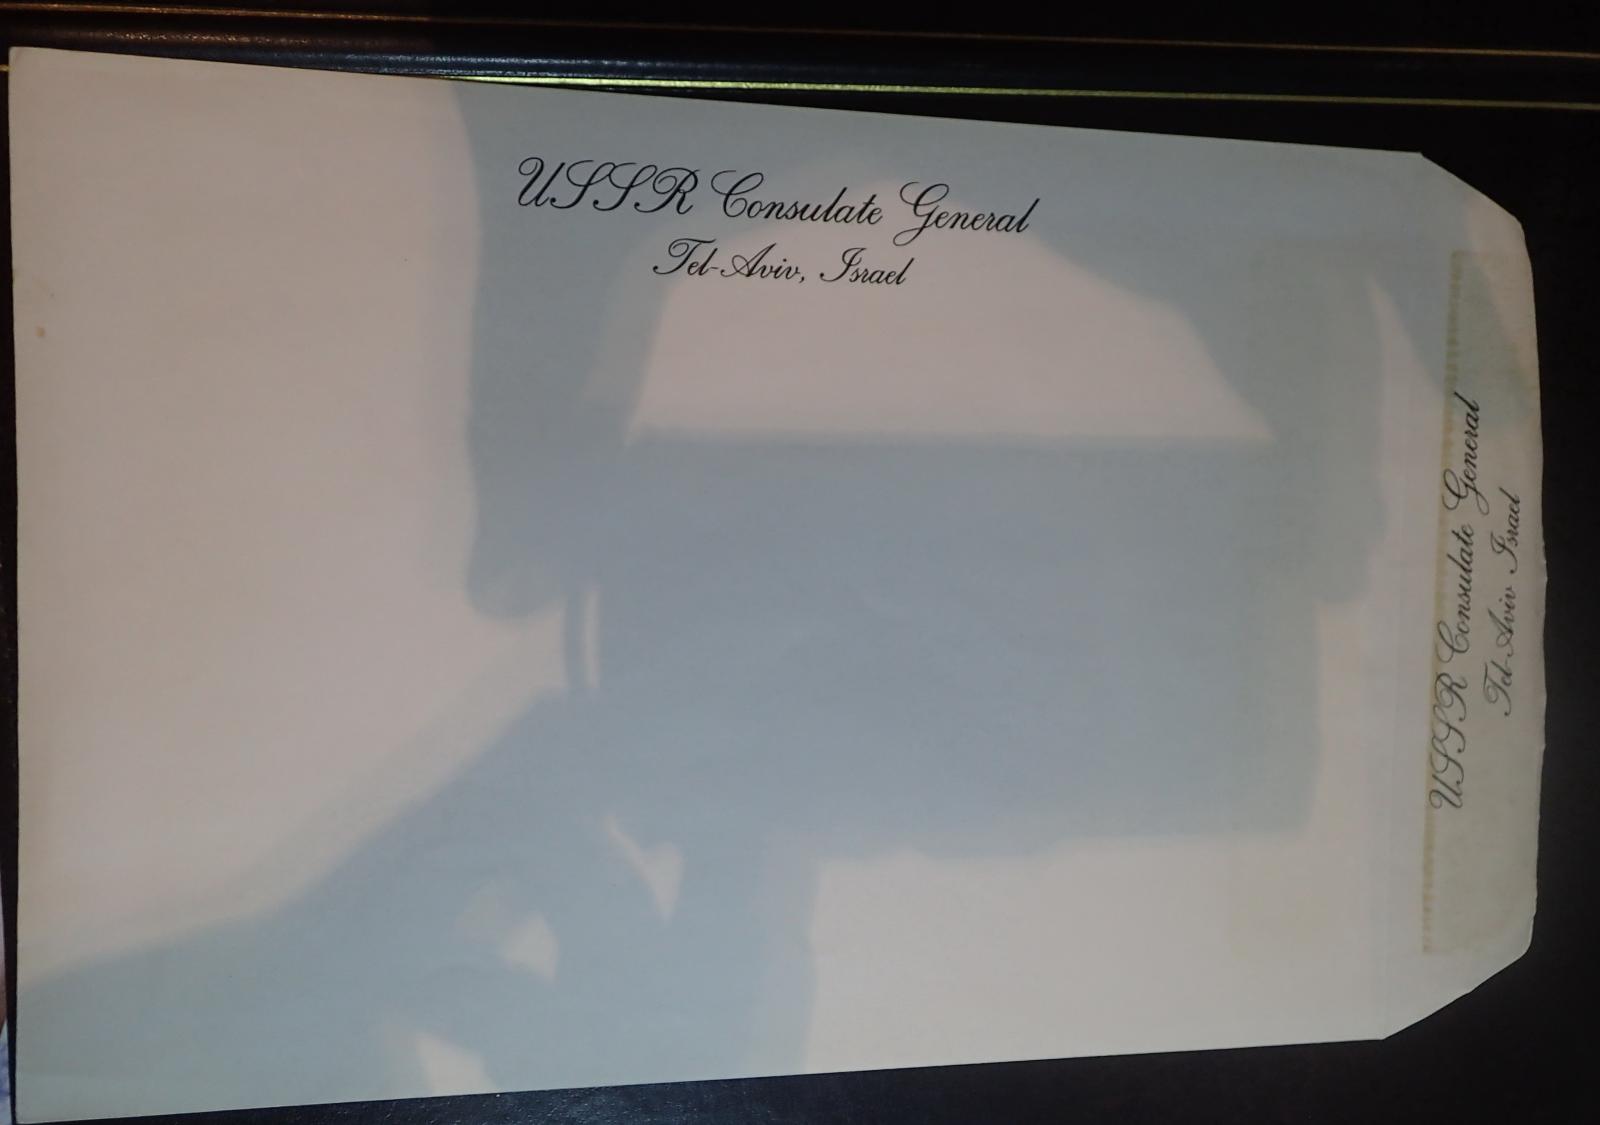 USSR Consulate General
Tel-Aviv, Israel
USSR Consulate General
Tel-Aviv Israel